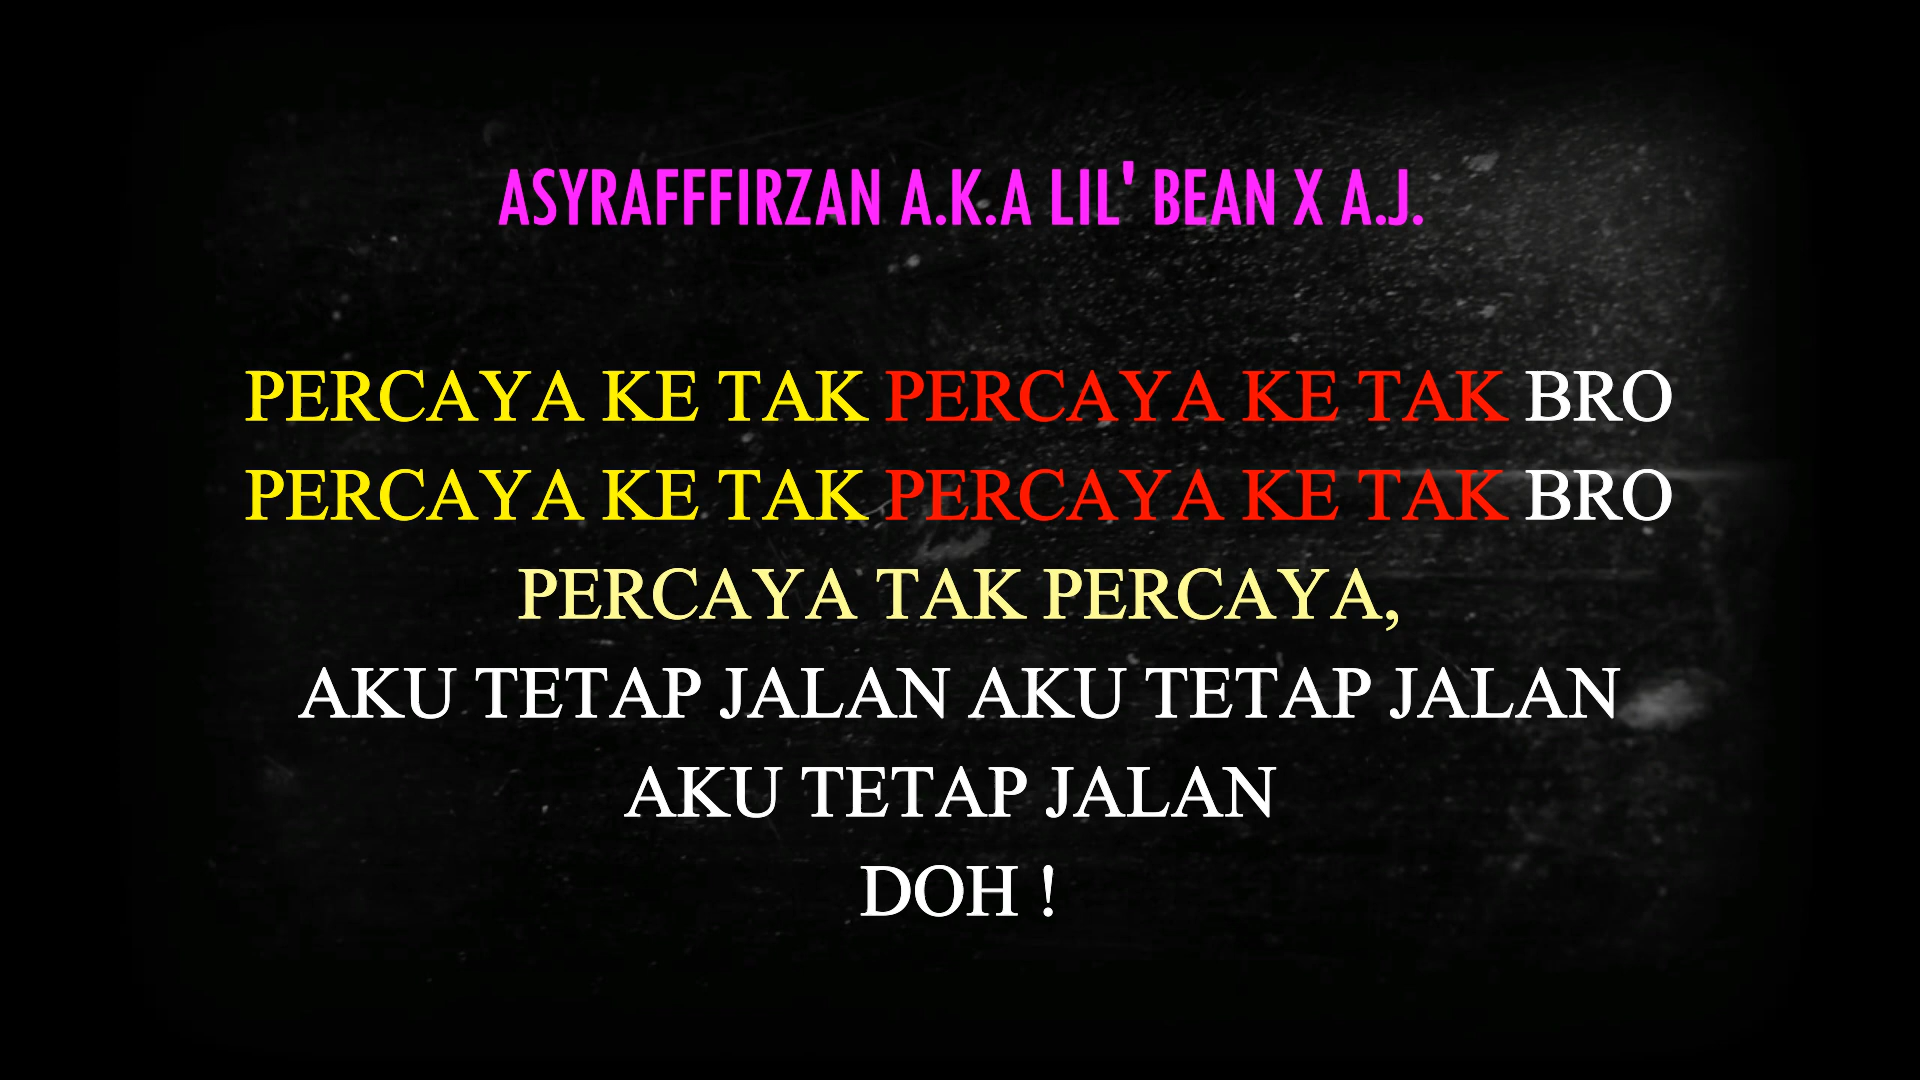 ASYRAFFFIRZAN A.K.A LIL' BEAN X A.J.
PERCAYA KE TAK PERCAYA KE TAK BRO
PERCAYA KE TAK PERCAYA KE TAK BRO
PERCAYA TAK PERCAYA,
AKU TETAP JALAN AKU TETAP JALAN
AKU TETAP JALAN
DOH !